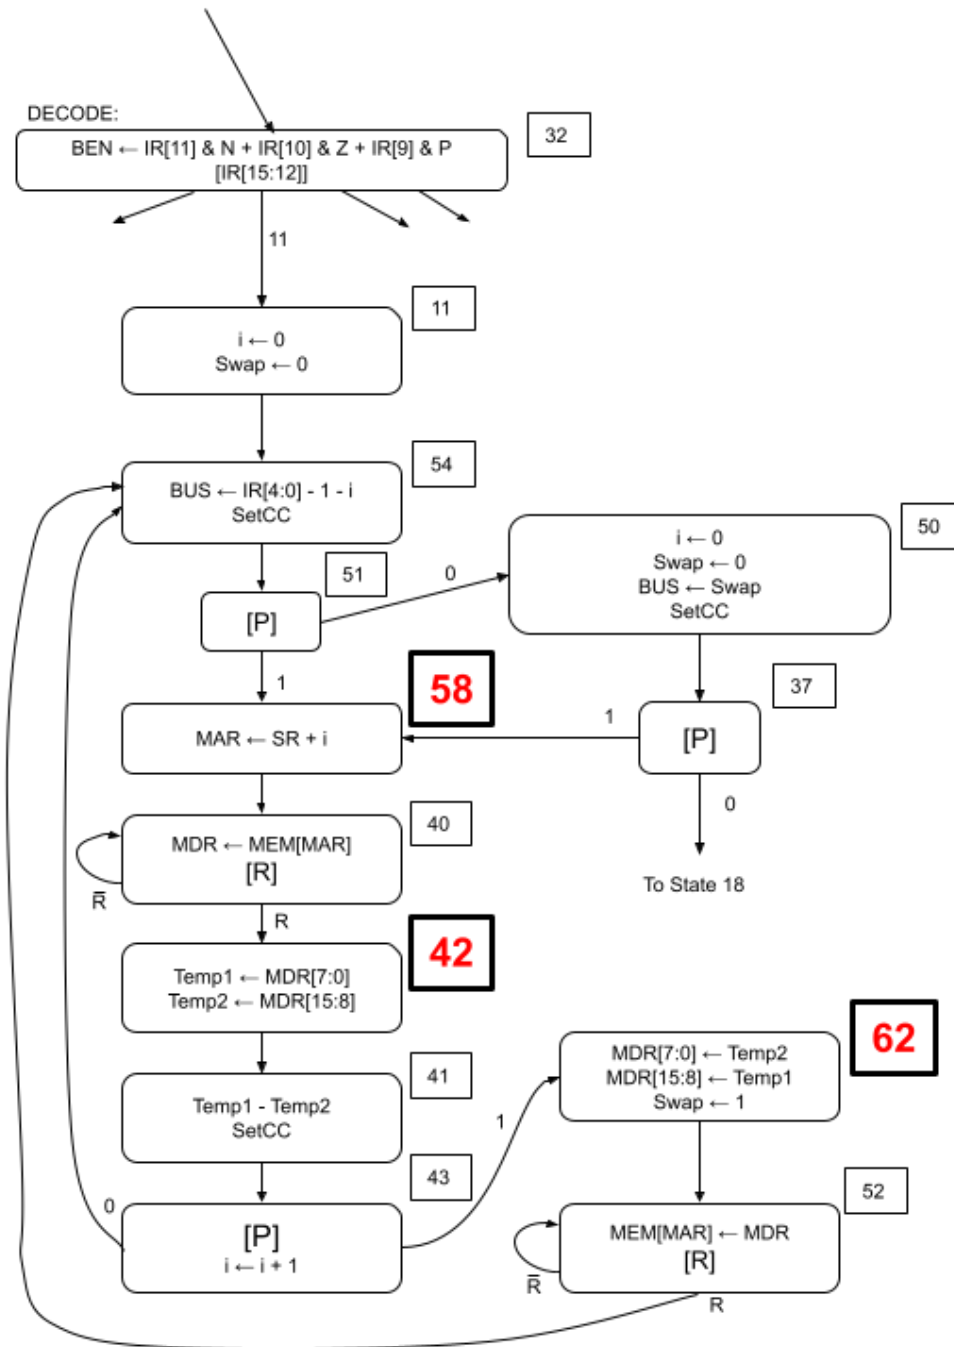 DECODE:
32
BEN ← IR[11] & N + IR[10] & Z + IR[9] & P
[IR[15:12]]
11
11
i ← 0
Swap ← 0
54
BUS ← IR[4:0] - 1 - i
SetCC
50
i ← 0
Swap ← 0
BUS ← Swap
SetCC
51
0
[P]
1
58
37
MAR ← SR + i
1
[P]
0
40
MDR ← MEM[MAR]
[R]
R̅
R
To State 18
42
Temp1 ← MDR[7:0]
Temp2 ← MDR[15:8]
62
MDR[7:0] ← Temp2
MDR[15:8] ← Temp1
Swap ← 1
41
Temp1 - Temp2
SetCC
1
43
0
[P]
i ← i + 1
52
MEM[MAR] ← MDR
[R]
R̅
R